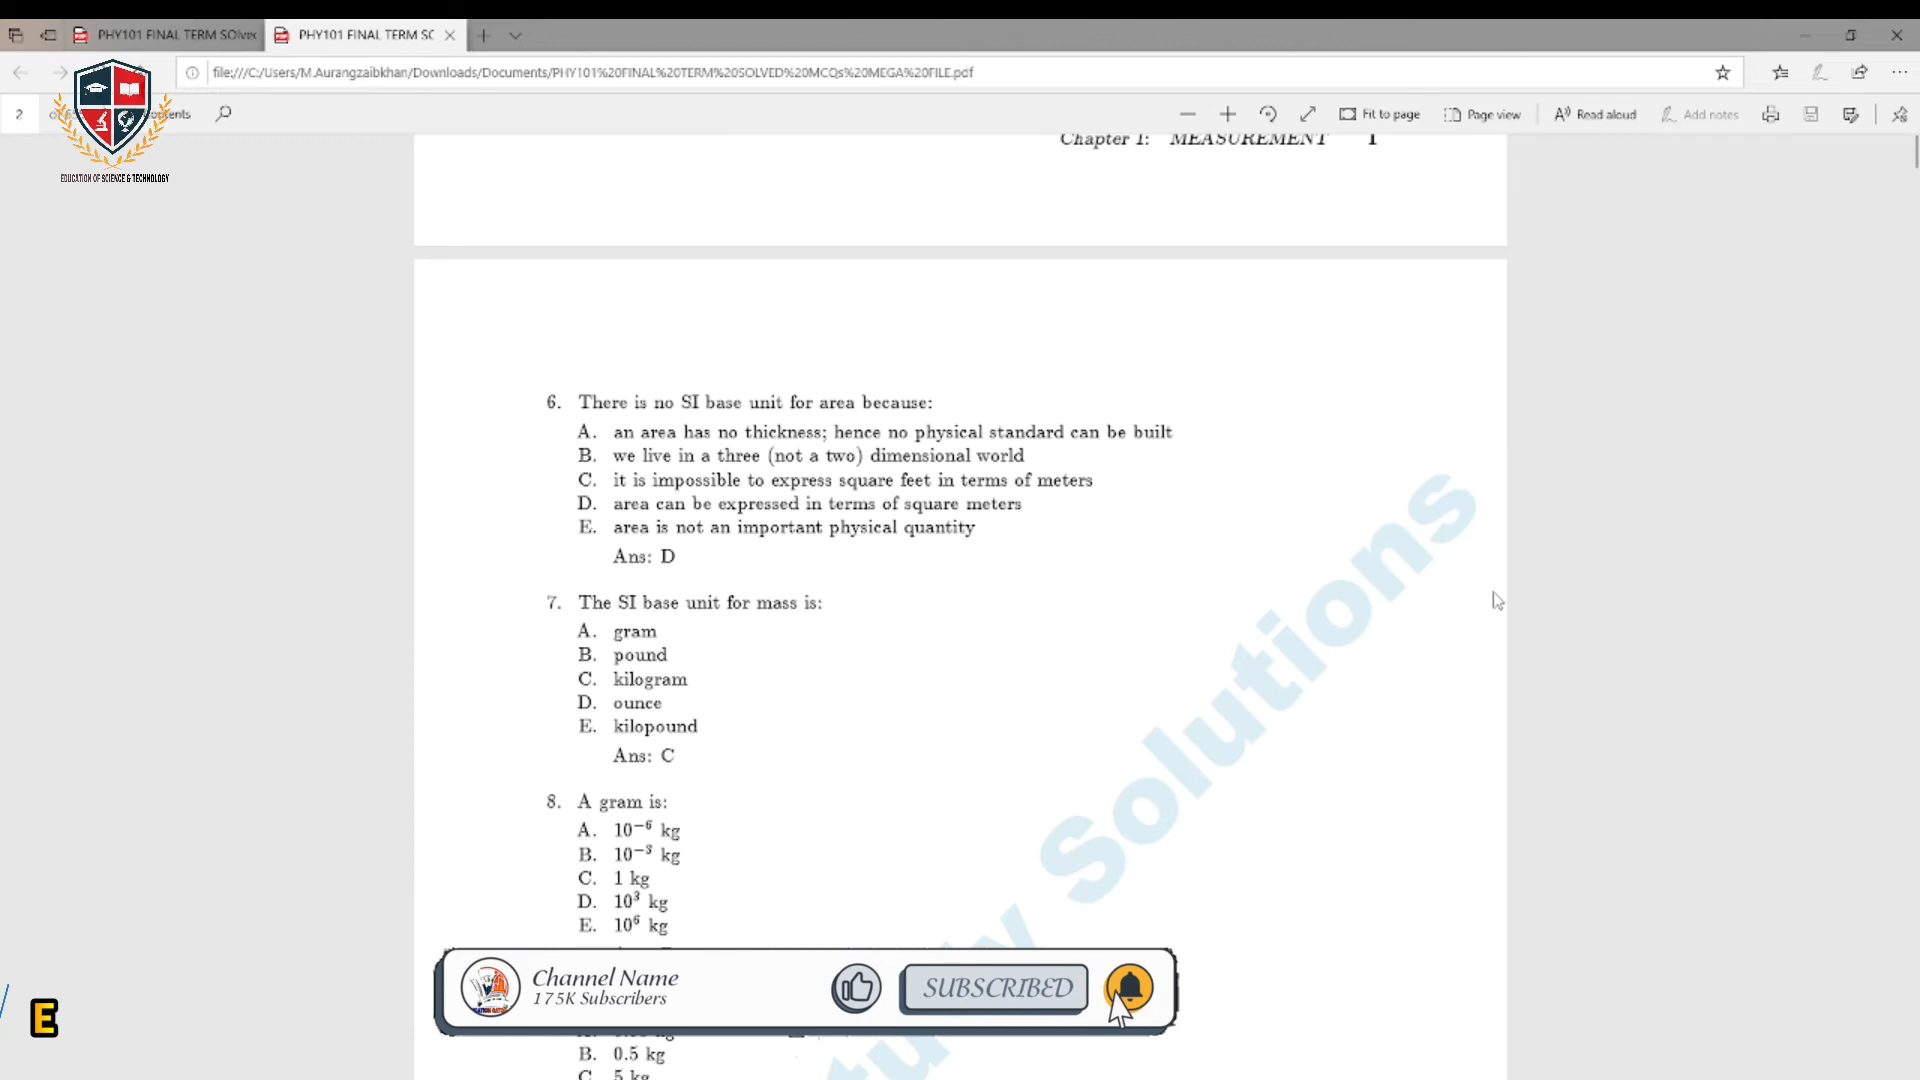 PHY101 FINAL TERM SOlvec
PHY101 FINAL TERM SC
file:///C:/Users/M.Aurangzaibkhan/Downloads/Documents/PHY101%20FINAL%20TERM%20SOLVED%20MCQs%20MEGA%20FILE.pdf
2
Fit to page
Page view
Read aloud
Add notes
EDUCATION OF SCIENCE & TECHNOLOGY
Chapter 1: MEASUREMENT 1
6. There is no SI base unit for area because:
A. an area has no thickness; hence no physical standard can be built
B. we live in a three (not a two) dimensional world
C. it is impossible to express square feet in terms of meters
D. area can be expressed in terms of square meters
E. area is not an important physical quantity
Ans: D
7. The SI base unit for mass is:
A. gram
B. pound
C. kilogram
D. ounce
E. kilopound
Ans: C
8. A gram is:
A. 10⁻⁶ kg
B. 10⁻³ kg
C. 1 kg
D. 10³ kg
E. 10⁶ kg
Channel Name
175K Subscribers
SUBSCRIBED
E
B. 0.5 kg
C. 5 kg
Solutions